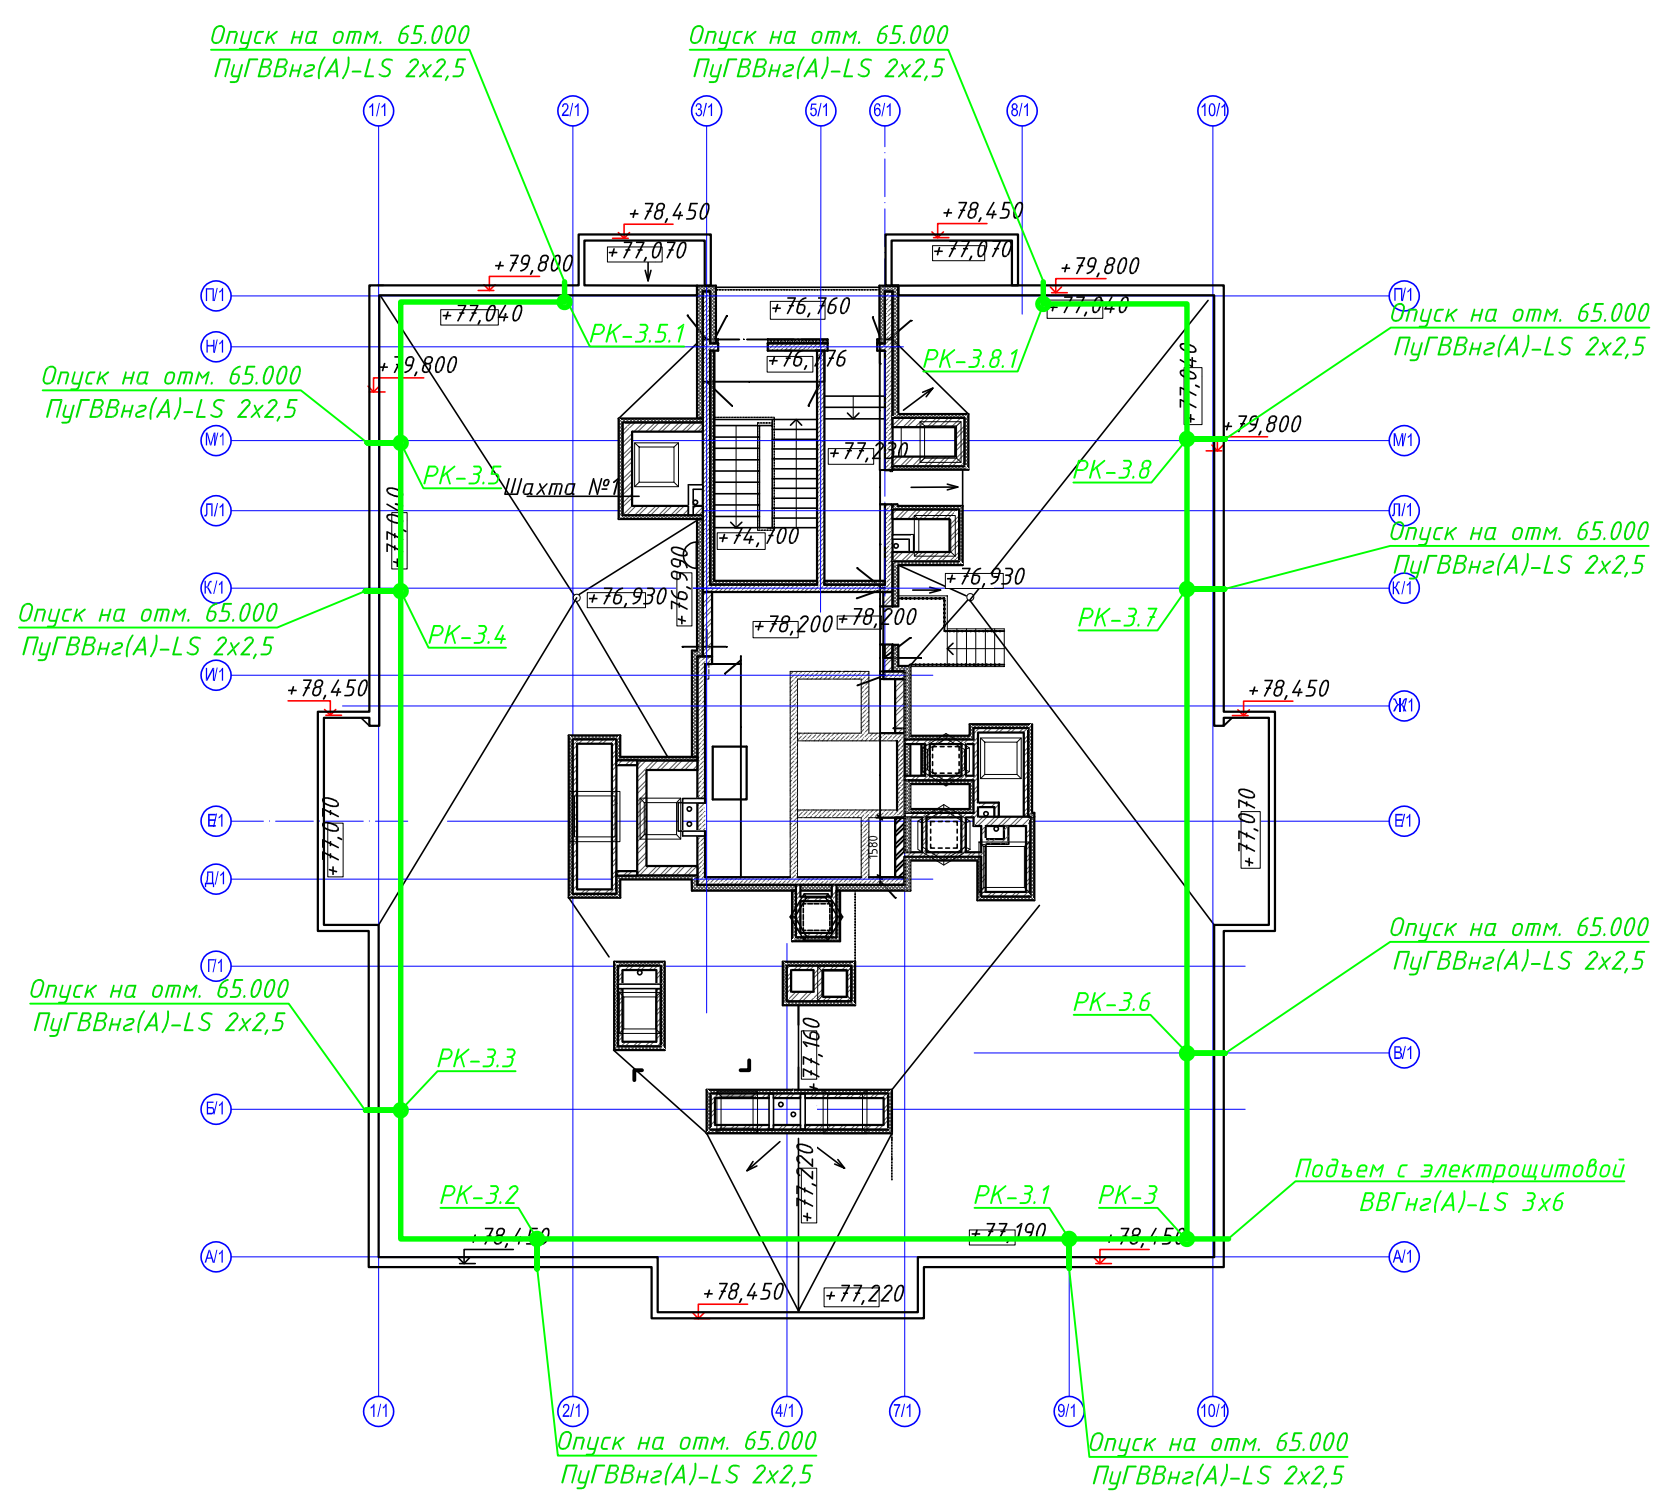 Опуск на отм. 65.000
ПуГВВнг(А)-LS 2х2,5
Опуск на отм. 65.000
ПуГВВнг(А)-LS 2х2,5
1/1
2/1
3/1
5/1
6/1
8/1
10/1
+78,450
+78,450
+77,070
+77,070
+79,800
+79,800
П/1
П/1
+77,040
+76,760
+77,040
Опуск на отм. 65.000
ПуГВВнг(А)-LS 2х2,5
РК-3.5.1
Н/1
+76,776
РК-3.8.1
+79,800
+77,040
Опуск на отм. 65.000
ПуГВВнг(А)-LS 2х2,5
+79,800
М/1
М/1
+77,230
РК-3.5
Шахта №1
РК-3.8
Л/1
Л/1
+77,040
+74,700
Опуск на отм. 65.000
ПуГВВнг(А)-LS 2х2,5
+76,990
+76,930
+76,930
К/1
К/1
Опуск на отм. 65.000
ПуГВВнг(А)-LS 2х2,5
РК-3.4
+78,200
+78,200
РК-3.7
И/1
+78,450
+78,450
Ж/1
+77,070
+77,070
Е/1
Е/1
1580
Д/1
Опуск на отм. 65.000
ПуГВВнг(А)-LS 2х2,5
Г/1
Опуск на отм. 65.000
ПуГВВнг(А)-LS 2х2,5
РК-3.6
РК-3.3
+77,160
В/1
Б/1
+77,220
Подъем с электрощитовой
ВВГнг(А)-LS 3х6
РК-3.2
РК-3.1
РК-3
+78,450
+77,190
+78,450
А/1
А/1
+78,450
+77,220
1/1
2/1
4/1
7/1
9/1
10/1
Опуск на отм. 65.000
ПуГВВнг(А)-LS 2х2,5
Опуск на отм. 65.000
ПуГВВнг(А)-LS 2х2,5